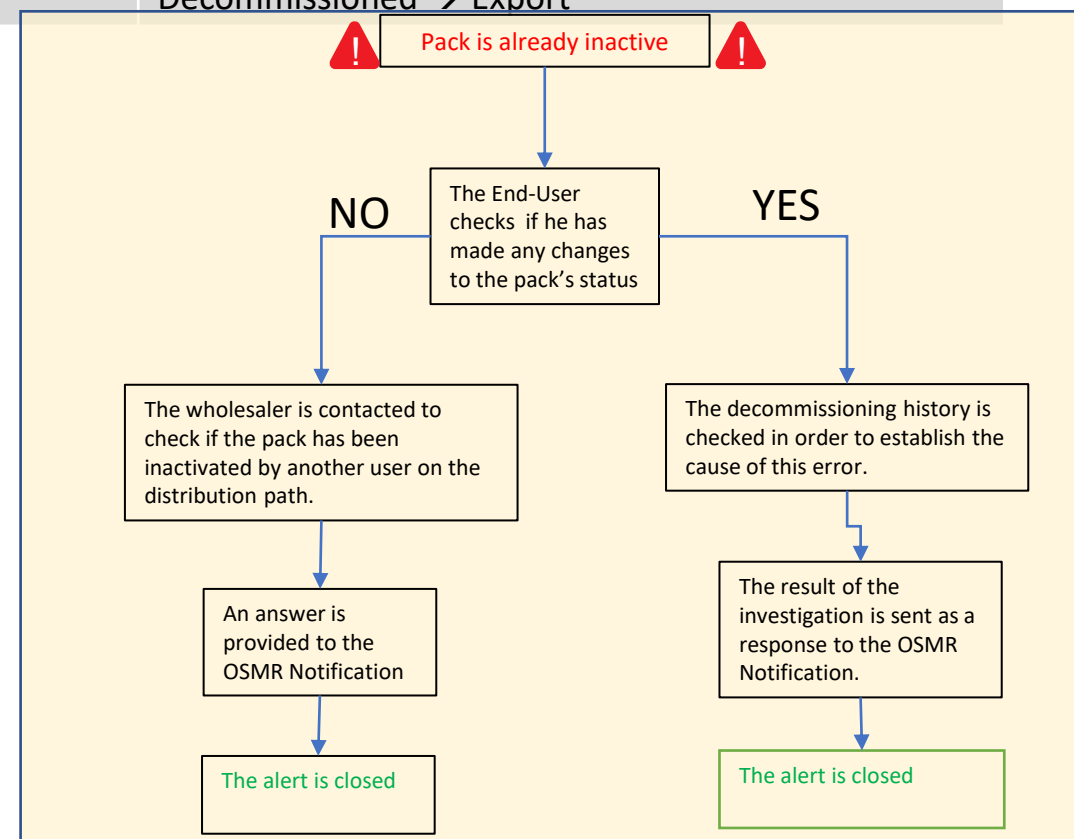 Decommissioned → Export
! Pack is already inactive !
The End-User
checks if he has
made any changes
to the pack's status
NO
YES
The wholesaler is contacted to
check if the pack has been
inactivated by another user on the
distribution path.
The decommissioning history is
checked in order to establish the
cause of this error.
An answer is
provided to the
OSMR Notification
The result of the
investigation is sent as a
response to the OSMR
Notification.
The alert is closed
The alert is closed